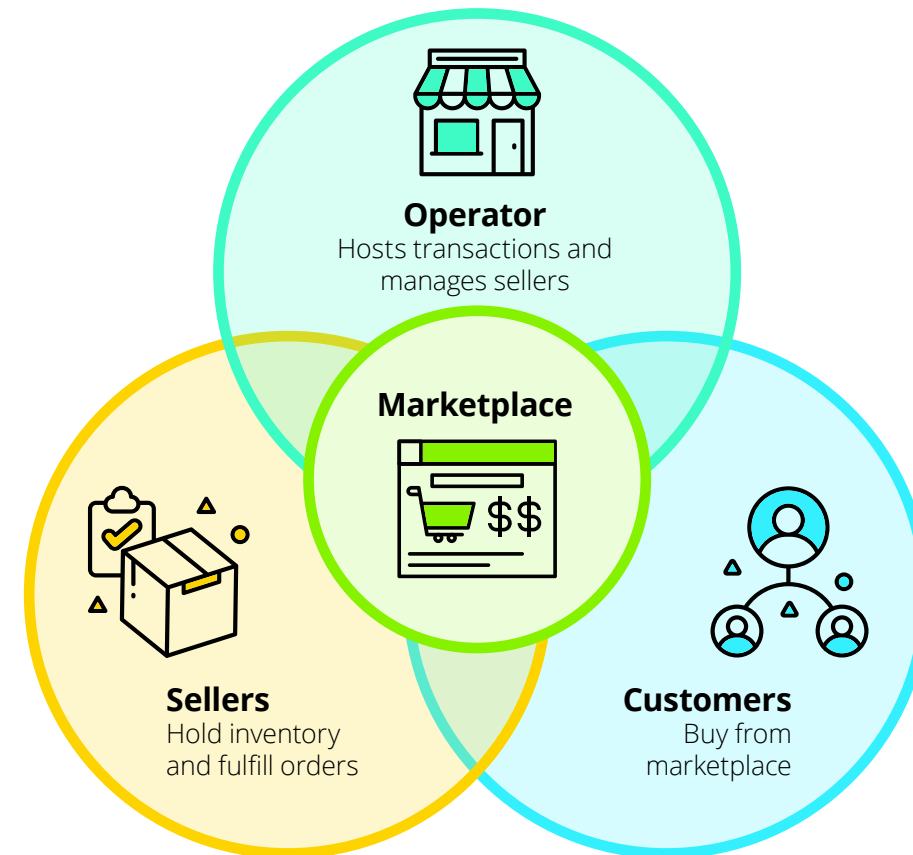 Operator
Hosts transactions and
manages sellers
Marketplace
$$
Sellers
Hold inventory
and fulfill orders
Customers
Buy from
marketplace